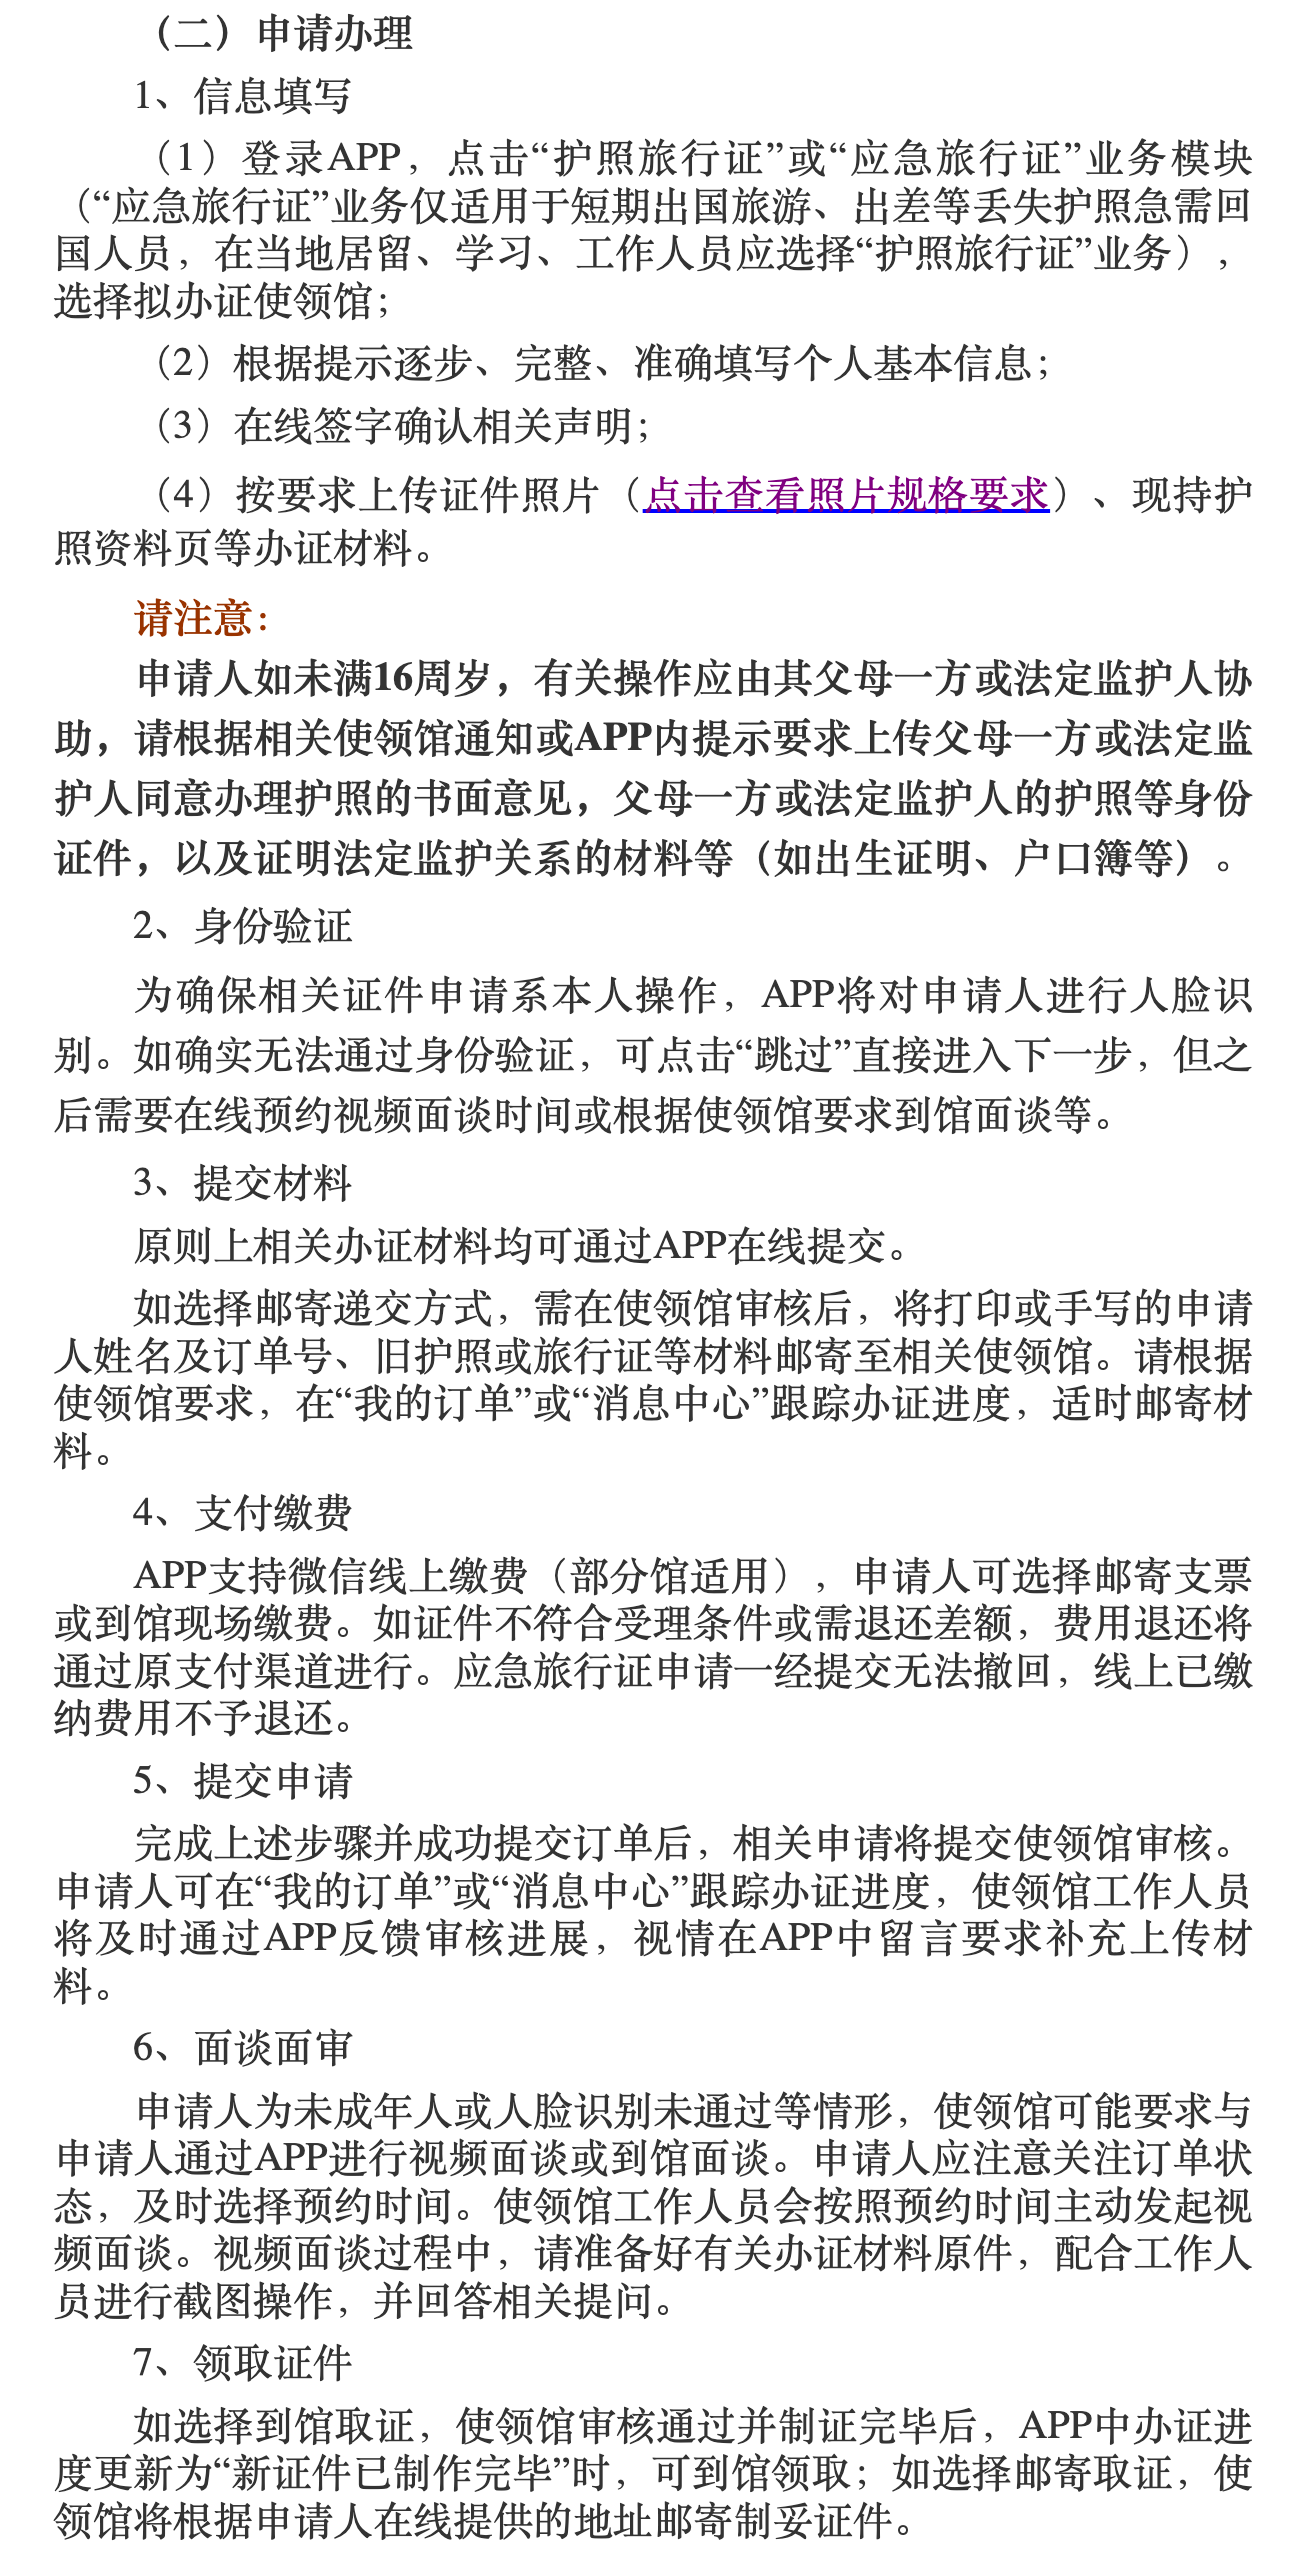 （二）申请办理
1、信息填写
（1）登录APP，点击“护照旅行证”或“应急旅行证”业务模块
（“应急旅行证”业务仅适用于短期出国旅游、出差等丢失护照急需回
国人员，在当地居留、学习、工作人员应选择“护照旅行证”业务），
选择拟办证使领馆；
（2）根据提示逐步、完整、准确填写个人基本信息；
（3）在线签字确认相关声明；
（4）按要求上传证件照片（点击查看照片规格要求）、现持护
照资料页等办证材料。
请注意：
申请人如未满16周岁，有关操作应由其父母一方或法定监护人协
助，请根据相关使领馆通知或APP内提示要求上传父母一方或法定监
护人同意办理护照的书面意见，父母一方或法定监护人的护照等身份
证件，以及证明法定监护关系的材料等（如出生证明、户口簿等）。
2、身份验证
为确保相关证件申请系本人操作，APP将对申请人进行人脸识
别。如确实无法通过身份验证，可点击“跳过”直接进入下一步，但之
后需要在线预约视频面谈时间或根据使领馆要求到馆面谈等。
3、提交材料
原则上相关办证材料均可通过APP在线提交。
如选择邮寄递交方式，需在使领馆审核后，将打印或手写的申请
人姓名及订单号、旧护照或旅行证等材料邮寄至相关使领馆。请根据
使领馆要求，在“我的订单”或“消息中心”跟踪办证进度，适时邮寄材
料。
4、支付缴费
APP支持微信线上缴费（部分馆适用），申请人可选择邮寄支票
或到馆现场缴费。如证件不符合受理条件或需退还差额，费用退还将
通过原支付渠道进行。应急旅行证申请一经提交无法撤回，线上已缴
纳费用不予退还。
5、提交申请
完成上述步骤并成功提交订单后，相关申请将提交使领馆审核。
申请人可在“我的订单”或“消息中心”跟踪办证进度，使领馆工作人员
将及时通过APP反馈审核进展，视情在APP中留言要求补充上传材
料。
6、面谈面审
申请人为未成年人或人脸识别未通过等情形，使领馆可能要求与
申请人通过APP进行视频面谈或到馆面谈。申请人应注意关注订单状
态，及时选择预约时间。使领馆工作人员会按照预约时间主动发起视
频面谈。视频面谈过程中，请准备好有关办证材料原件，配合工作人
员进行截图操作，并回答相关提问。
7、领取证件
如选择到馆取证，使领馆审核通过并制证完毕后，APP中办证进
度更新为“新证件已制作完毕”时，可到馆领取；如选择邮寄取证，使
领馆将根据申请人在线提供的地址邮寄制妥证件。